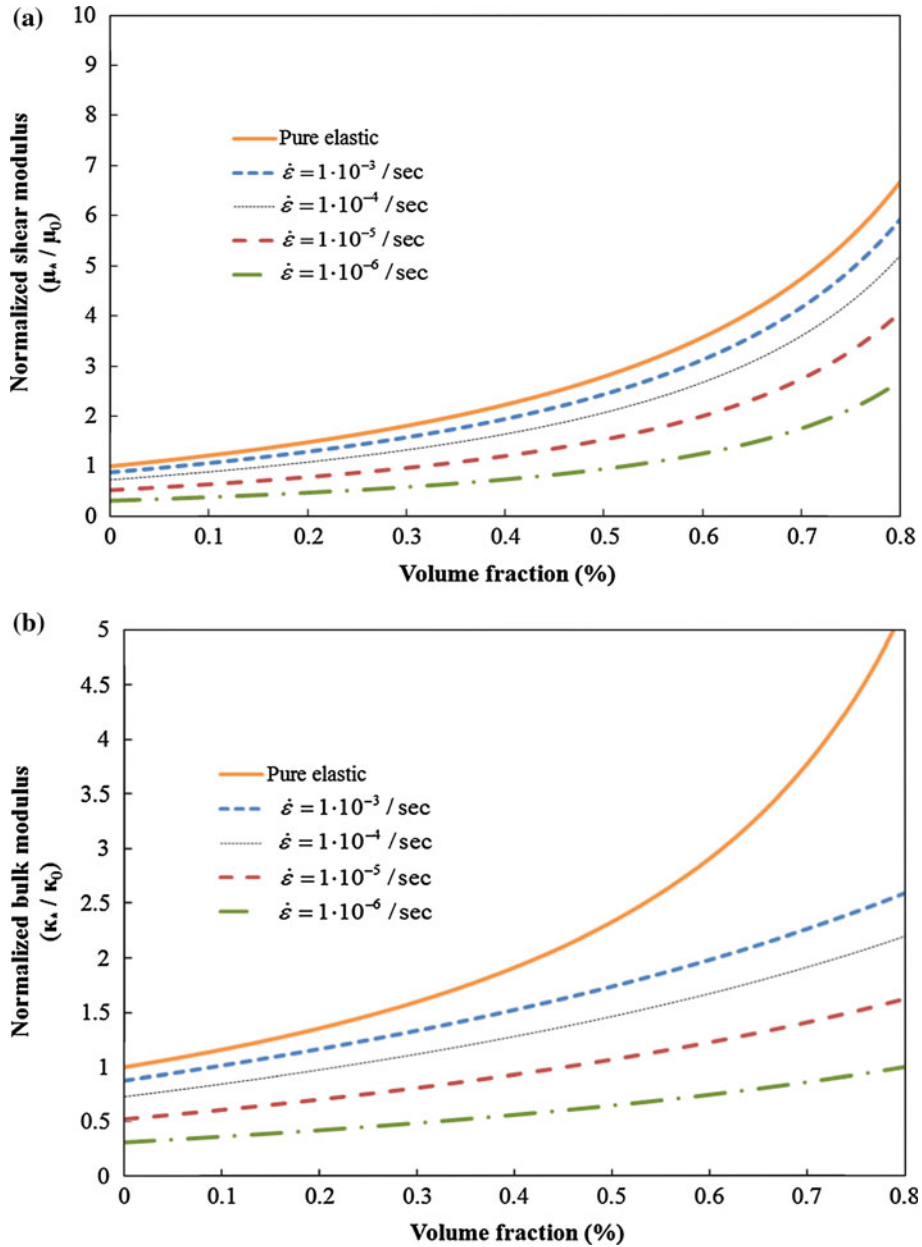 (a)
10
9
8
7
6
5
4
3
2
1
0
Normalized shear modulus
(μ* / μ0)
Pure elastic
ε̇ = 1·10⁻³ / sec
ε̇ = 1·10⁻⁴ / sec
ε̇ = 1·10⁻⁵ / sec
ε̇ = 1·10⁻⁶ / sec
0 0.1 0.2 0.3 0.4 0.5 0.6 0.7 0.8
Volume fraction (%)
(b)
5
4.5
4
3.5
3
2.5
2
1.5
1
0.5
0
Normalized bulk modulus
(κ* / κ0)
Pure elastic
ε̇ = 1·10⁻³ / sec
ε̇ = 1·10⁻⁴ / sec
ε̇ = 1·10⁻⁵ / sec
ε̇ = 1·10⁻⁶ / sec
0 0.1 0.2 0.3 0.4 0.5 0.6 0.7 0.8
Volume fraction (%)